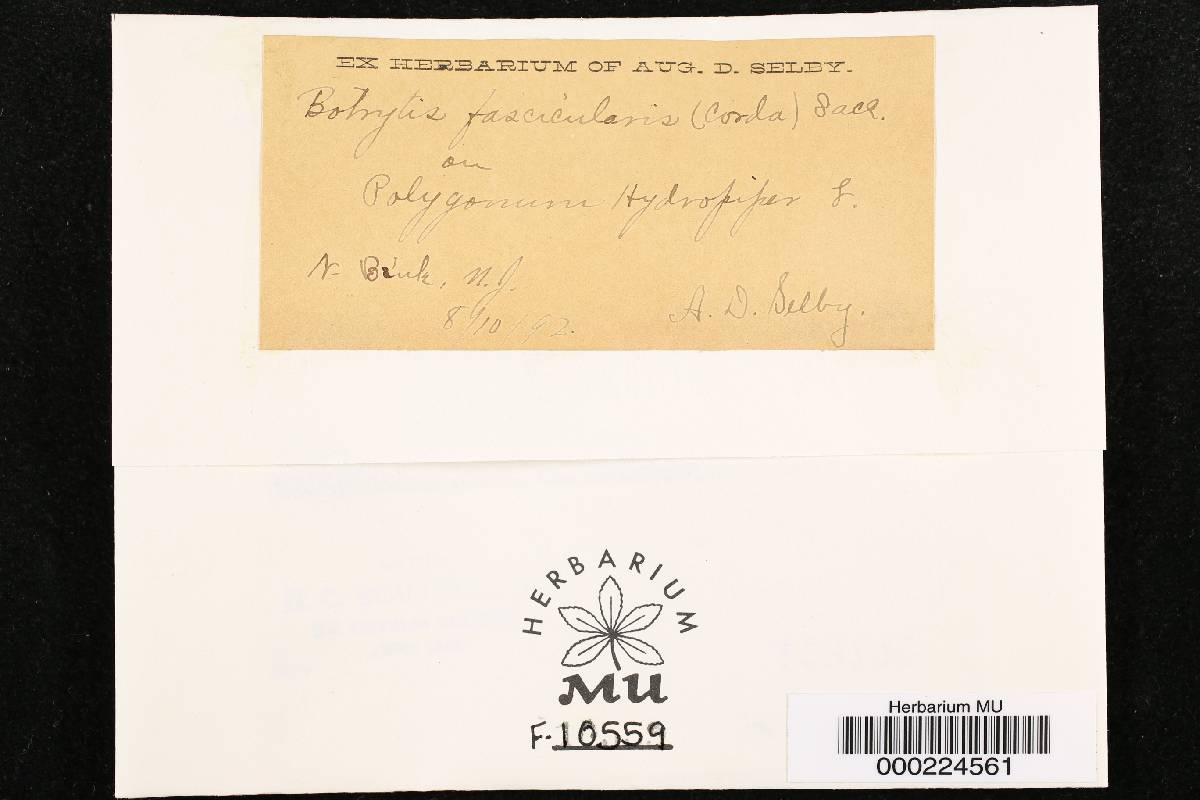 EX HERBARIUM OF AUG. D. SELBY.
Botrytis fascicularis (Corda) Sacc.
on
Polygonum Hydropiper L.
N. Bruk, N.J.
8/10/92.
A. D. Selby.
HERBARIUM
MU
F-10559
Herbarium MU
000224561